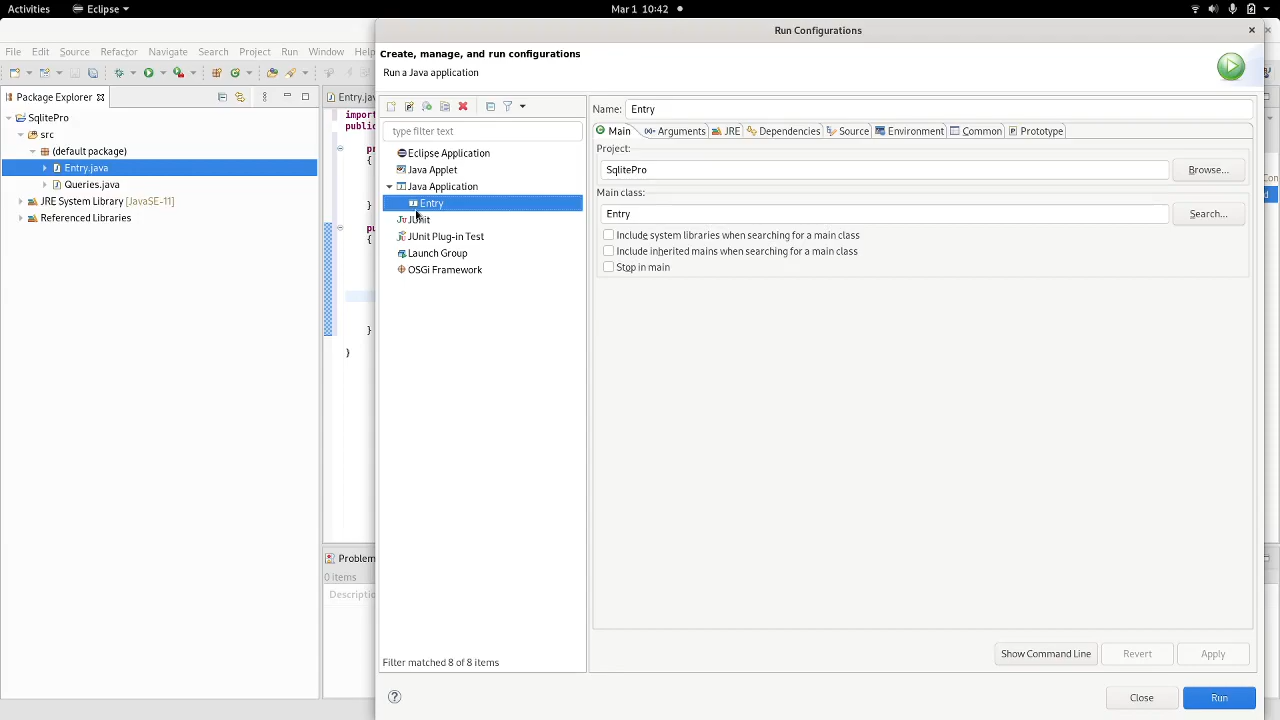 Activities
Eclipse
Mar 1 10:42
Run Configurations
File Edit Source Refactor Navigate Search Project Run Window Help
Create, manage, and run configurations
Run a Java application
Package Explorer
Entry.java
SqlitePro
src
(default package)
Entry.java
Queries.java
JRE System Library [JavaSE-11]
Referenced Libraries
type filter text
Eclipse Application
Java Applet
Java Application
Entry
JUnit
JUnit Plug-in Test
Launch Group
OSGi Framework
Filter matched 8 of 8 items
Name: Entry
Main Arguments JRE Dependencies Source Environment Common Prototype
Project:
SqlitePro
Browse...
Main class:
Entry
Search...
Include system libraries when searching for a main class
Include inherited mains when searching for a main class
Stop in main
{
}
{
}
}
0 items
Show Command Line
Revert
Apply
Close
Run